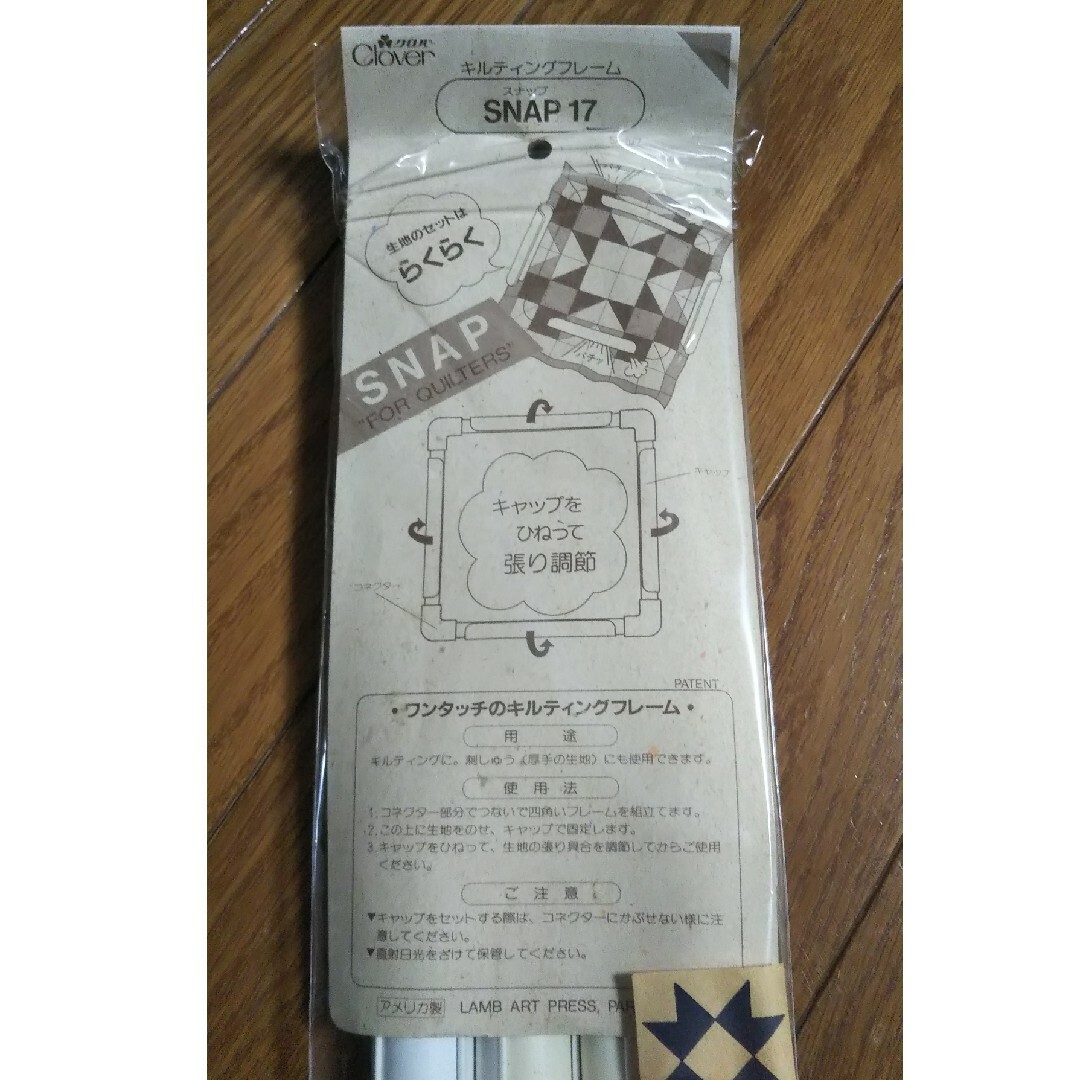 クロバー
Clover
キルティングフレーム
スナップ
SNAP 17
生地のセットは
らくらく
パチッ
SNAP
"FOR QUILTERS"
キャップ
キャップを
ひねって
張り調節
コネクター
PATENT
・ワンタッチのキルティングフレーム・
用途
キルティングに。刺しゅう(厚手の生地)にも使用できます。
使用法
1.コネクター部分でつないで四角いフレームを組立てます。
2.この上に生地をのせ、キャップで固定します。
3.キャップをひねって、生地の張り具合を調節してからご使用
ください。
ご注意
▼キャップをセットする際は、コネクターにかぶせない様に注
意してください。
▼直射日光をさけて保管してください。
アメリカ製 LAMB ART PRESS,